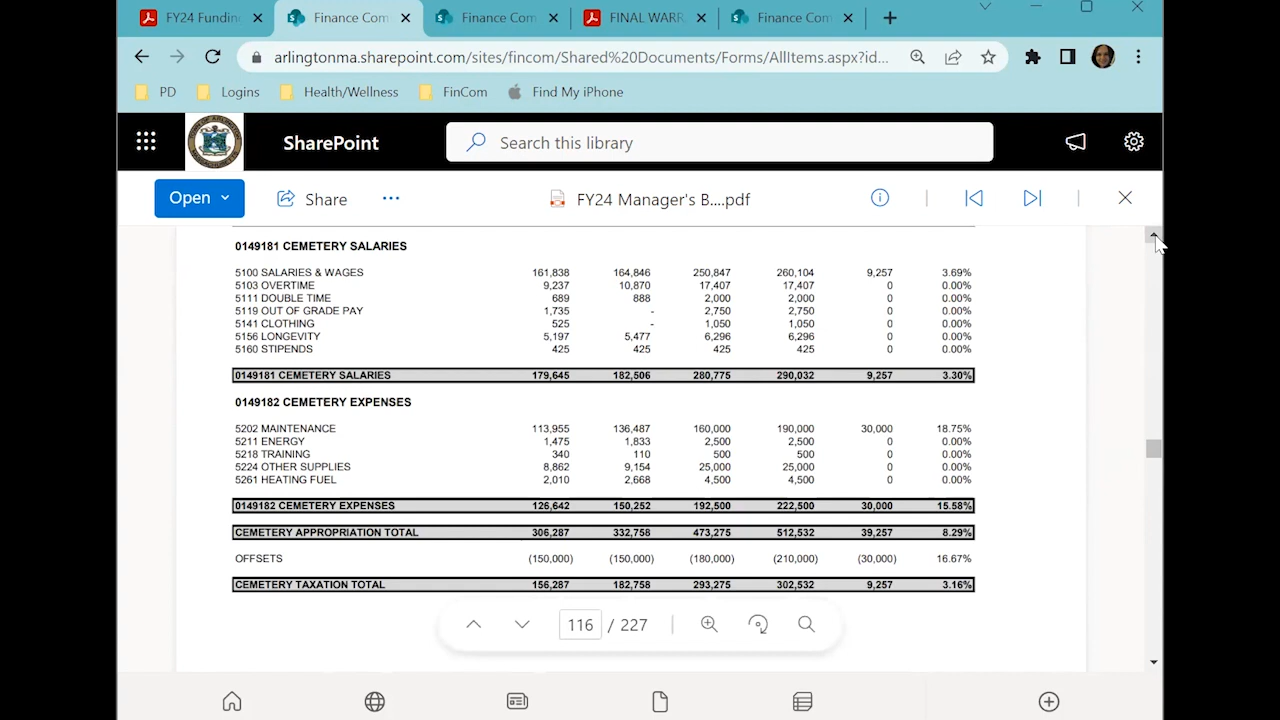 FY24 Fundin
Finance Com
Finance Com
FINAL WARR
Finance Com
arlingtonma.sharepoint.com/sites/fincom/Shared%20Documents/Forms/AllItems.aspx?id...
PD
Logins
Health/Wellness
FinCom
Find My iPhone
SharePoint
Search this library
Open
Share
FY24 Manager's B....pdf
0149181 CEMETERY SALARIES
5100 SALARIES & WAGES 161,838 164,846 250,847 260,104 9,257 3.69%
5103 OVERTIME 9,237 10,870 17,407 17,407 0 0.00%
5111 DOUBLE TIME 689 888 2,000 2,000 0 0.00%
5119 OUT OF GRADE PAY 1,735 - 2,750 2,750 0 0.00%
5141 CLOTHING 525 - 1,050 1,050 0 0.00%
5156 LONGEVITY 5,197 5,477 6,296 6,296 0 0.00%
5160 STIPENDS 425 425 425 425 0 0.00%
0149181 CEMETERY SALARIES 179,645 182,506 280,775 290,032 9,257 3.30%
0149182 CEMETERY EXPENSES
5202 MAINTENANCE 113,955 136,487 160,000 190,000 30,000 18.75%
5211 ENERGY 1,475 1,833 2,500 2,500 0 0.00%
5218 TRAINING 340 110 500 500 0 0.00%
5224 OTHER SUPPLIES 8,862 9,154 25,000 25,000 0 0.00%
5261 HEATING FUEL 2,010 2,668 4,500 4,500 0 0.00%
0149182 CEMETERY EXPENSES 126,642 150,252 192,500 222,500 30,000 15.58%
CEMETERY APPROPRIATION TOTAL 306,287 332,758 473,275 512,532 39,257 8.29%
OFFSETS (150,000) (150,000) (180,000) (210,000) (30,000) 16.67%
CEMETERY TAXATION TOTAL 156,287 182,758 293,275 302,532 9,257 3.16%
116 / 227